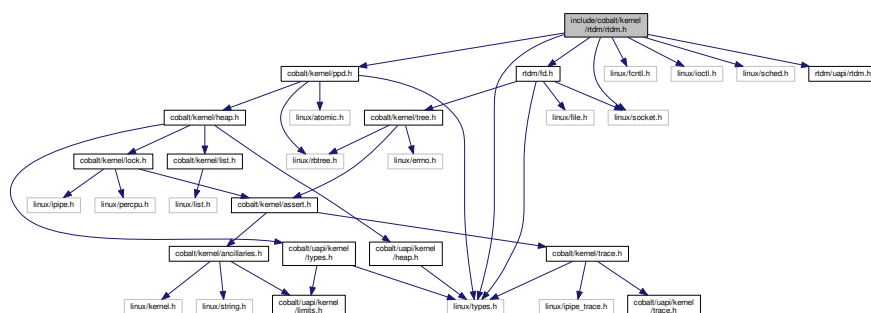 include/cobalt/kernel
/rtdm/rtdm.h
cobalt/kernel/ppd.h
rtdm/fd.h
linux/fcntl.h
linux/ioctl.h
linux/sched.h
rtdm/uapi/rtdm.h
cobalt/kernel/heap.h
linux/atomic.h
cobalt/kernel/tree.h
linux/file.h
linux/socket.h
cobalt/kernel/lock.h
cobalt/kernel/list.h
linux/rbtree.h
linux/errno.h
linux/ipipe.h
linux/percpu.h
linux/list.h
cobalt/kernel/assert.h
cobalt/kernel/ancillaries.h
cobalt/uapi/kernel
/types.h
cobalt/uapi/kernel
/heap.h
cobalt/kernel/trace.h
linux/kernel.h
linux/string.h
cobalt/uapi/kernel
/limits.h
linux/types.h
linux/ipipe_trace.h
cobalt/uapi/kernel
/trace.h